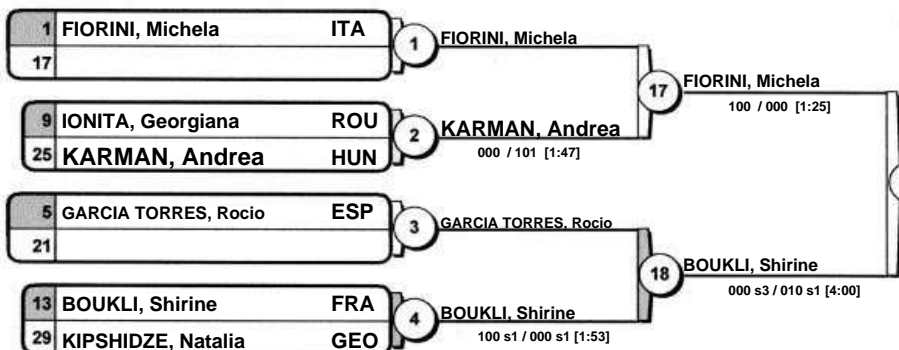 1 FIORINI, Michela ITA
17
1 FIORINI, Michela
9 IONITA, Georgiana ROU
25 KARMAN, Andrea HUN
2 KARMAN, Andrea
000 / 101 [1:47]
17 FIORINI, Michela
100 / 000 [1:25]
5 GARCIA TORRES, Rocio ESP
21
3 GARCIA TORRES, Rocio
13 BOUKLI, Shirine FRA
29 KIPSHIDZE, Natalia GEO
4 BOUKLI, Shirine
100 s1 / 000 s1 [1:53]
18 BOUKLI, Shirine
000 s3 / 010 s1 [4:00]